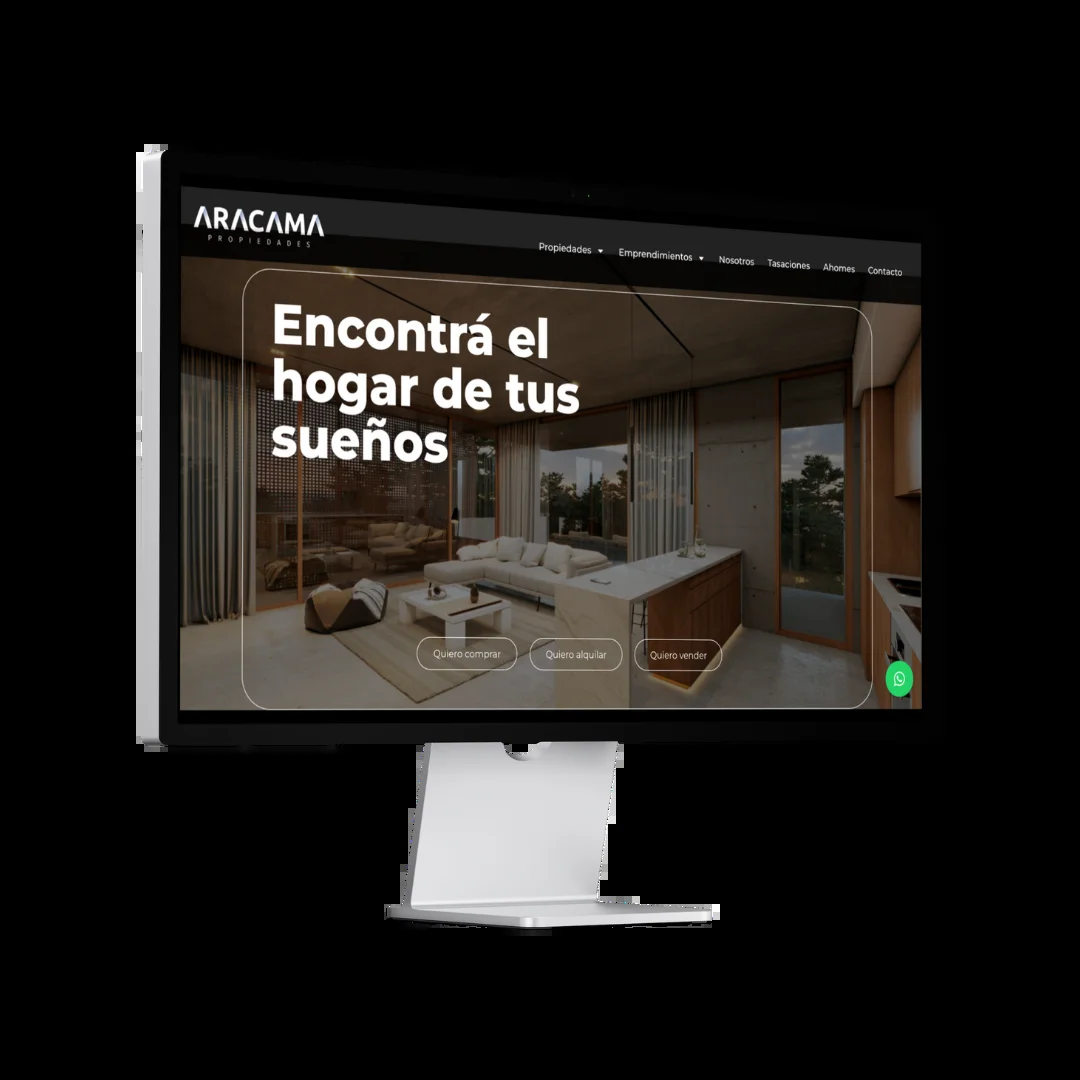 ARACAMA
PROPIEDADES
Propiedades Emprendimientos Nosotros Tasaciones Ahomes Contacto
Encontrá el
hogar de tus
sueños
Quiero comprar Quiero alquilar Quiero vender